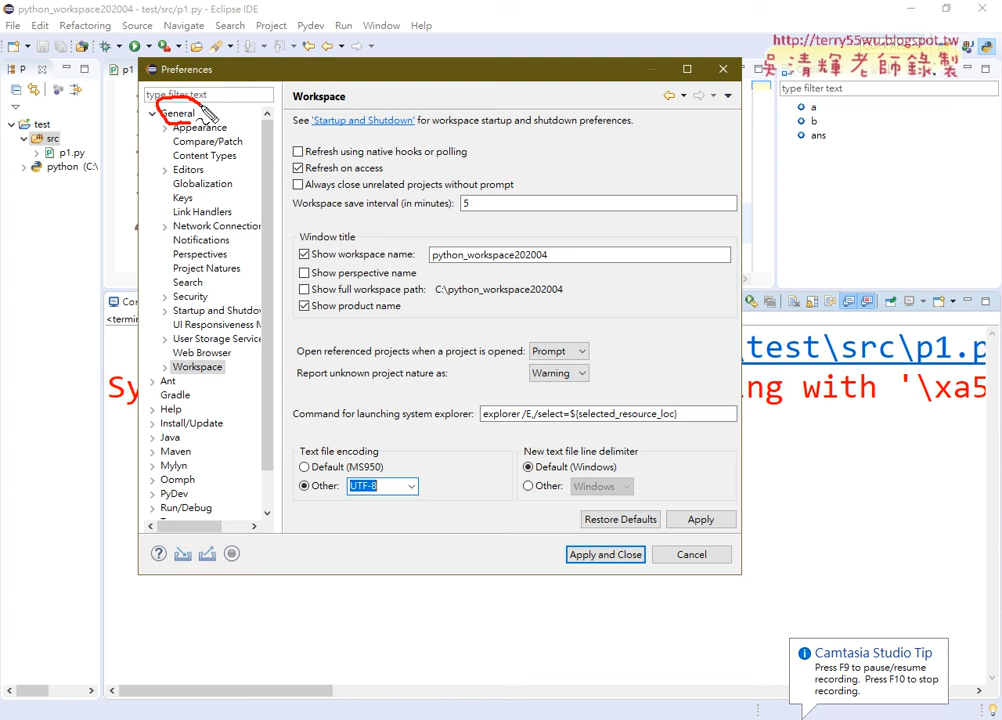 python_workspace202004 - test/src/p1.py - Eclipse IDE
File Edit Refactoring Source Navigate Search Project Pydev Run Window Help
http://terry55wu.blogspot.tw
吳清輝老師錄製
P
p1
Preferences
type filter text
General
Appearance
Compare/Patch
Content Types
Editors
Globalization
Keys
Link Handlers
Network Connection
Notifications
Perspectives
Project Natures
Search
Security
Startup and Shutdov
UI Responsiveness M
User Storage Service
Web Browser
Workspace
Ant
Gradle
Help
Install/Update
Java
Maven
Mylyn
Oomph
PyDev
Run/Debug
Workspace
See 'Startup and Shutdown' for workspace startup and shutdown preferences.
Refresh using native hooks or polling
Refresh on access
Always close unrelated projects without prompt
Workspace save interval (in minutes): 5
Window title
Show workspace name: python_workspace202004
Show perspective name
Show full workspace path: C:\python_workspace202004
Show product name
Open referenced projects when a project is opened: Prompt
Report unknown project nature as: Warning
Command for launching system explorer: explorer /E,/select=${selected_resource_loc}
Text file encoding
Default (MS950)
Other: UTF-8
New text file line delimiter
Default (Windows)
Other: Windows
Restore Defaults Apply
Apply and Close Cancel
test
src
p1.py
python (C:\
a
b
ans
Con
<termi
\test\src\p1.p
Sy
ng with '\xa5
Camtasia Studio Tip
Press F9 to pause/resume
recording. Press F10 to stop
recording.